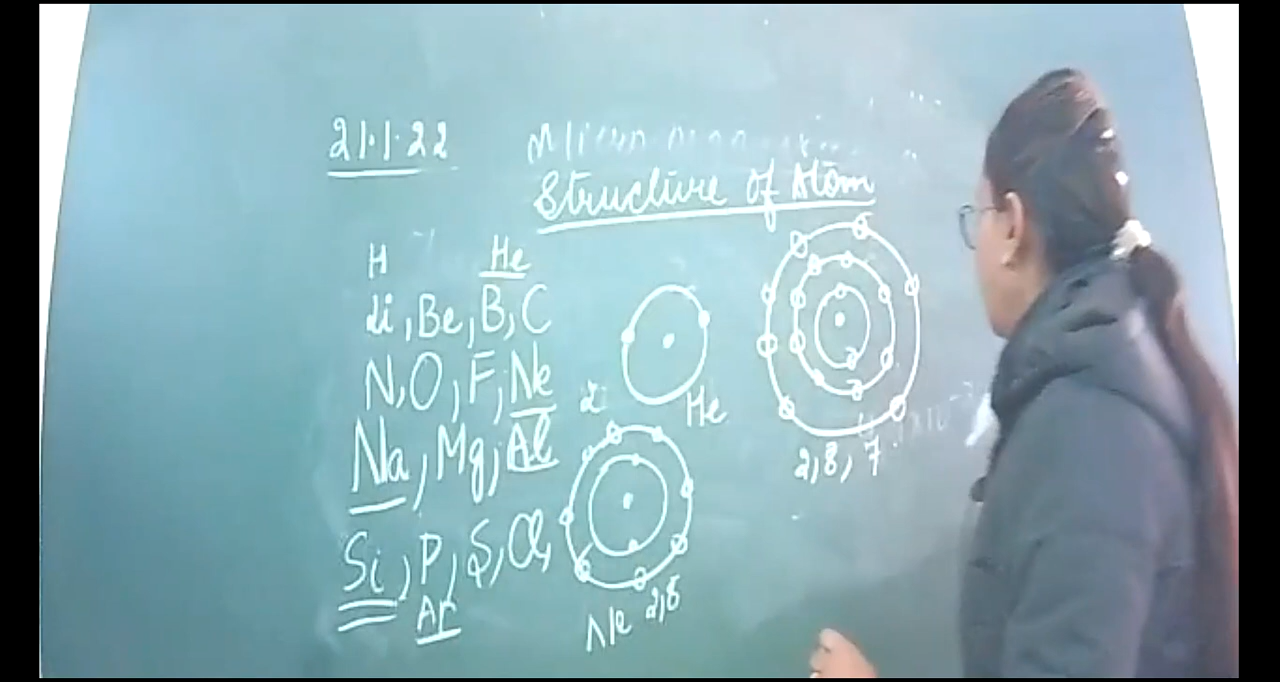 21.1.22
Structure of Atom
H He
Li, Be, B, C
N, O, F, Ne
Na, Mg, Al
Si, P, S, Cl,
Ar
He
2, 8, 7
Ne 2,8